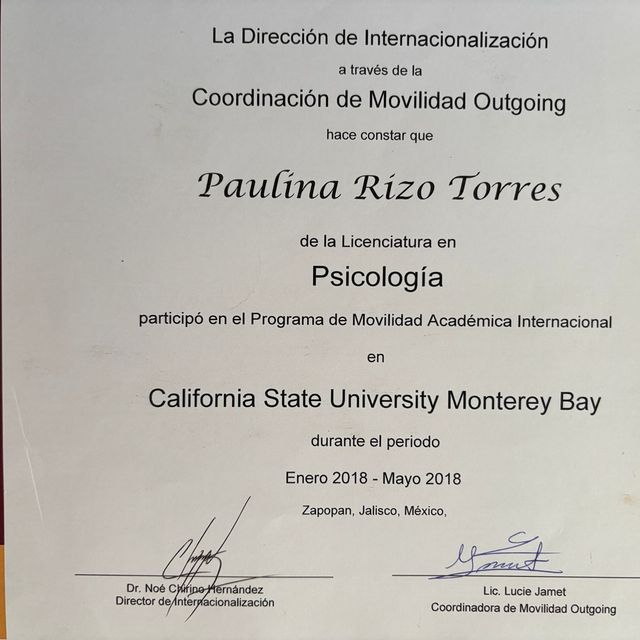 La Dirección de Internacionalización
a través de la
Coordinación de Movilidad Outgoing
hace constar que
Paulina Rizo Torres
de la Licenciatura en
Psicología
participó en el Programa de Movilidad Académica Internacional
en
California State University Monterey Bay
durante el periodo
Enero 2018 - Mayo 2018
Zapopan, Jalisco, México,
Dr. Noé Chirino Hernández
Director de Internacionalización
Lic. Lucie Jamet
Coordinadora de Movilidad Outgoing